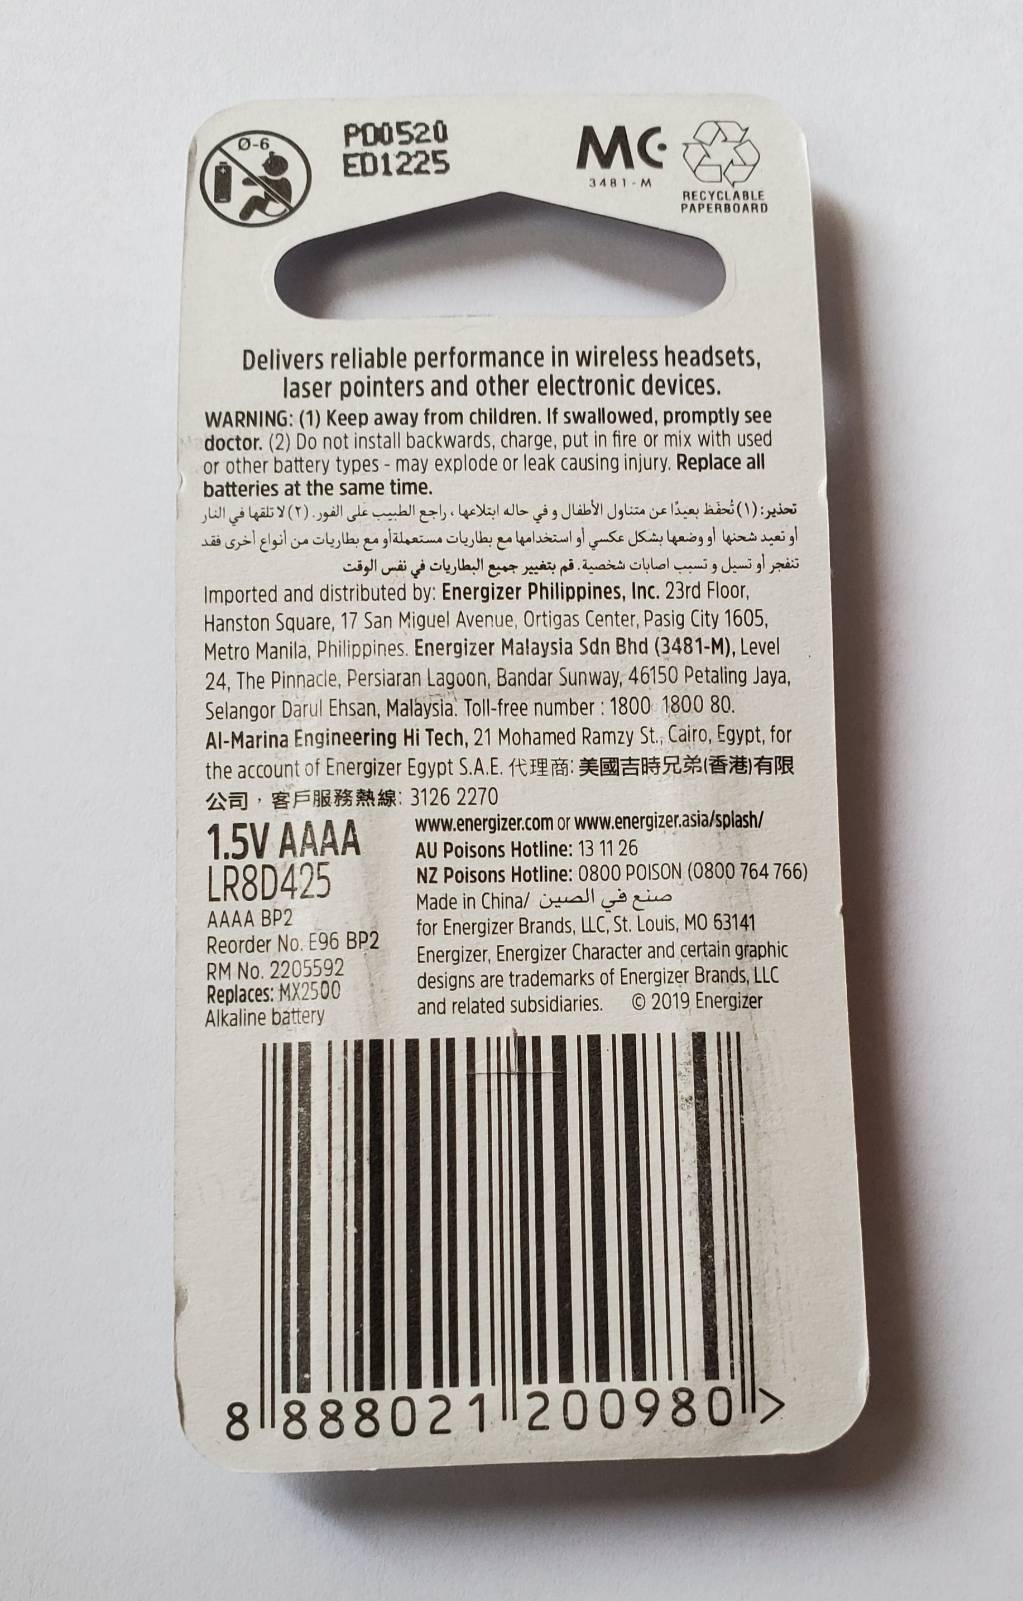 Ø-6
PD0520
ED1225
MC
3481-M
RECYCLABLE
PAPERBOARD
Delivers reliable performance in wireless headsets,
laser pointers and other electronic devices.
WARNING: (1) Keep away from children. If swallowed, promptly see
doctor. (2) Do not install backwards, charge, put in fire or mix with used
or other battery types - may explode or leak causing injury. Replace all
batteries at the same time.
تحذير: (١) تُحفَظ بعيدًا عن متناول الأطفال و في حاله ابتلاعها ، راجع الطبيب على الفور. (٢) لا تلقها في النار
أو تعيد شحنها أو وضعها بشكل عكسي أو استخدامها مع بطاريات مستعملةأو مع بطاريات من أنواع أخرى فقد
تنفجر أو تسيل و تسبب اصابات شخصية. قم بتغيير جميع البطاريات في نفس الوقت
Imported and distributed by: Energizer Philippines, Inc. 23rd Floor,
Hanston Square, 17 San Miguel Avenue, Ortigas Center, Pasig City 1605,
Metro Manila, Philippines. Energizer Malaysia Sdn Bhd (3481-M), Level
24, The Pinnacle, Persiaran Lagoon, Bandar Sunway, 46150 Petaling Jaya,
Selangor Darul Ehsan, Malaysia. Toll-free number : 1800 1800 80.
Al-Marina Engineering Hi Tech, 21 Mohamed Ramzy St., Cairo, Egypt, for
the account of Energizer Egypt S.A.E. 代理商: 美國吉時兄弟(香港)有限
公司，客戶服務熱線: 3126 2270
1.5V AAAA
LR8D425
AAAA BP2
Reorder No. E96 BP2
RM No. 2205592
Replaces: MX2500
Alkaline battery
www.energizer.com or www.energizer.asia/splash/
AU Poisons Hotline: 13 11 26
NZ Poisons Hotline: 0800 POISON (0800 764 766)
Made in China/ صنع في الصين
for Energizer Brands, LLC, St. Louis, MO 63141
Energizer, Energizer Character and certain graphic
designs are trademarks of Energizer Brands, LLC
and related subsidiaries. © 2019 Energizer
8 888021 200980 >